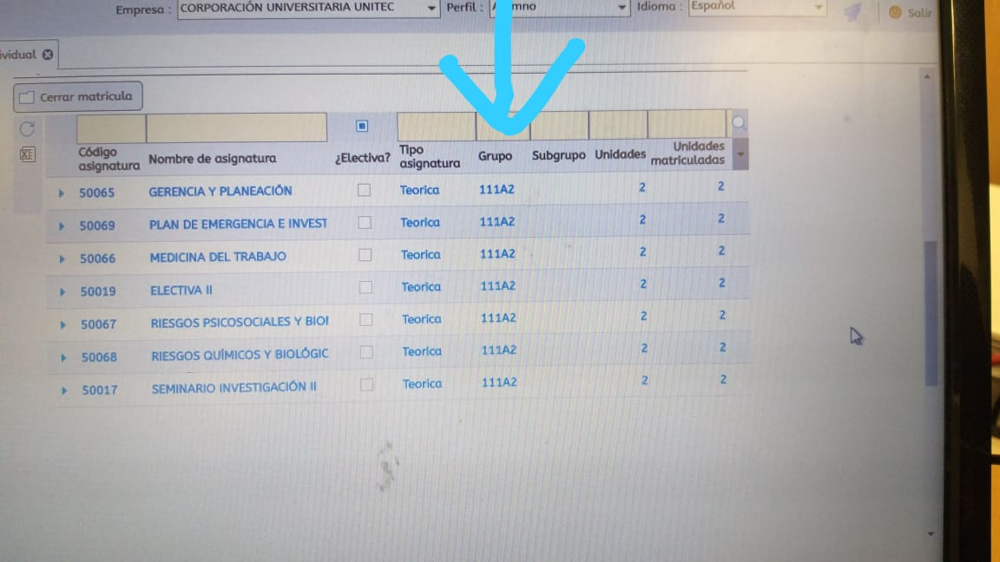 Empresa : CORPORACIÓN UNIVERSITARIA UNITEC Perfil : Idioma : Español Salir
ividual
Cerrar matrícula
Código asignatura Nombre de asignatura ¿Electiva? Tipo asignatura Grupo Subgrupo Unidades Unidades matriculadas
50065 GERENCIA Y PLANEACIÓN Teorica 111A2 2 2
50069 PLAN DE EMERGENCIA E INVEST Teorica 111A2 2 2
50066 MEDICINA DEL TRABAJO Teorica 111A2 2 2
50019 ELECTIVA II Teorica 111A2 2 2
50067 RIESGOS PSICOSOCIALES Y BIOI Teorica 111A2 2 2
50068 RIESGOS QUÍMICOS Y BIOLÓGIC Teorica 111A2 2 2
50017 SEMINARIO INVESTIGACIÓN II Teorica 111A2 2 2